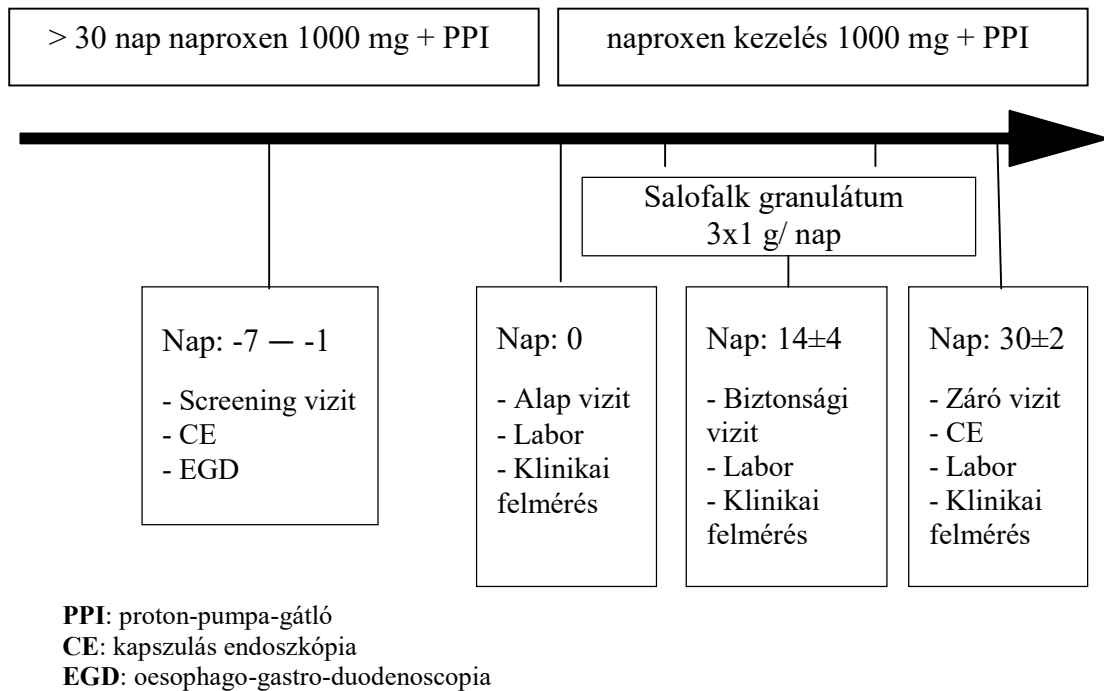 > 30 nap naproxen 1000 mg + PPI
naproxen kezelés 1000 mg + PPI
Salofalk granulátum
3x1 g/ nap
Nap: -7 — -1
- Screening vizit
- CE
- EGD
Nap: 0
- Alap vizit
- Labor
- Klinikai
felmérés
Nap: 14±4
- Biztonsági
vizit
- Labor
- Klinikai
felmérés
Nap: 30±2
- Záró vizit
- CE
- Labor
- Klinikai
felmérés
PPI: proton-pumpa-gátló
CE: kapszulás endoszkópia
EGD: oesophago-gastro-duodenoscopia